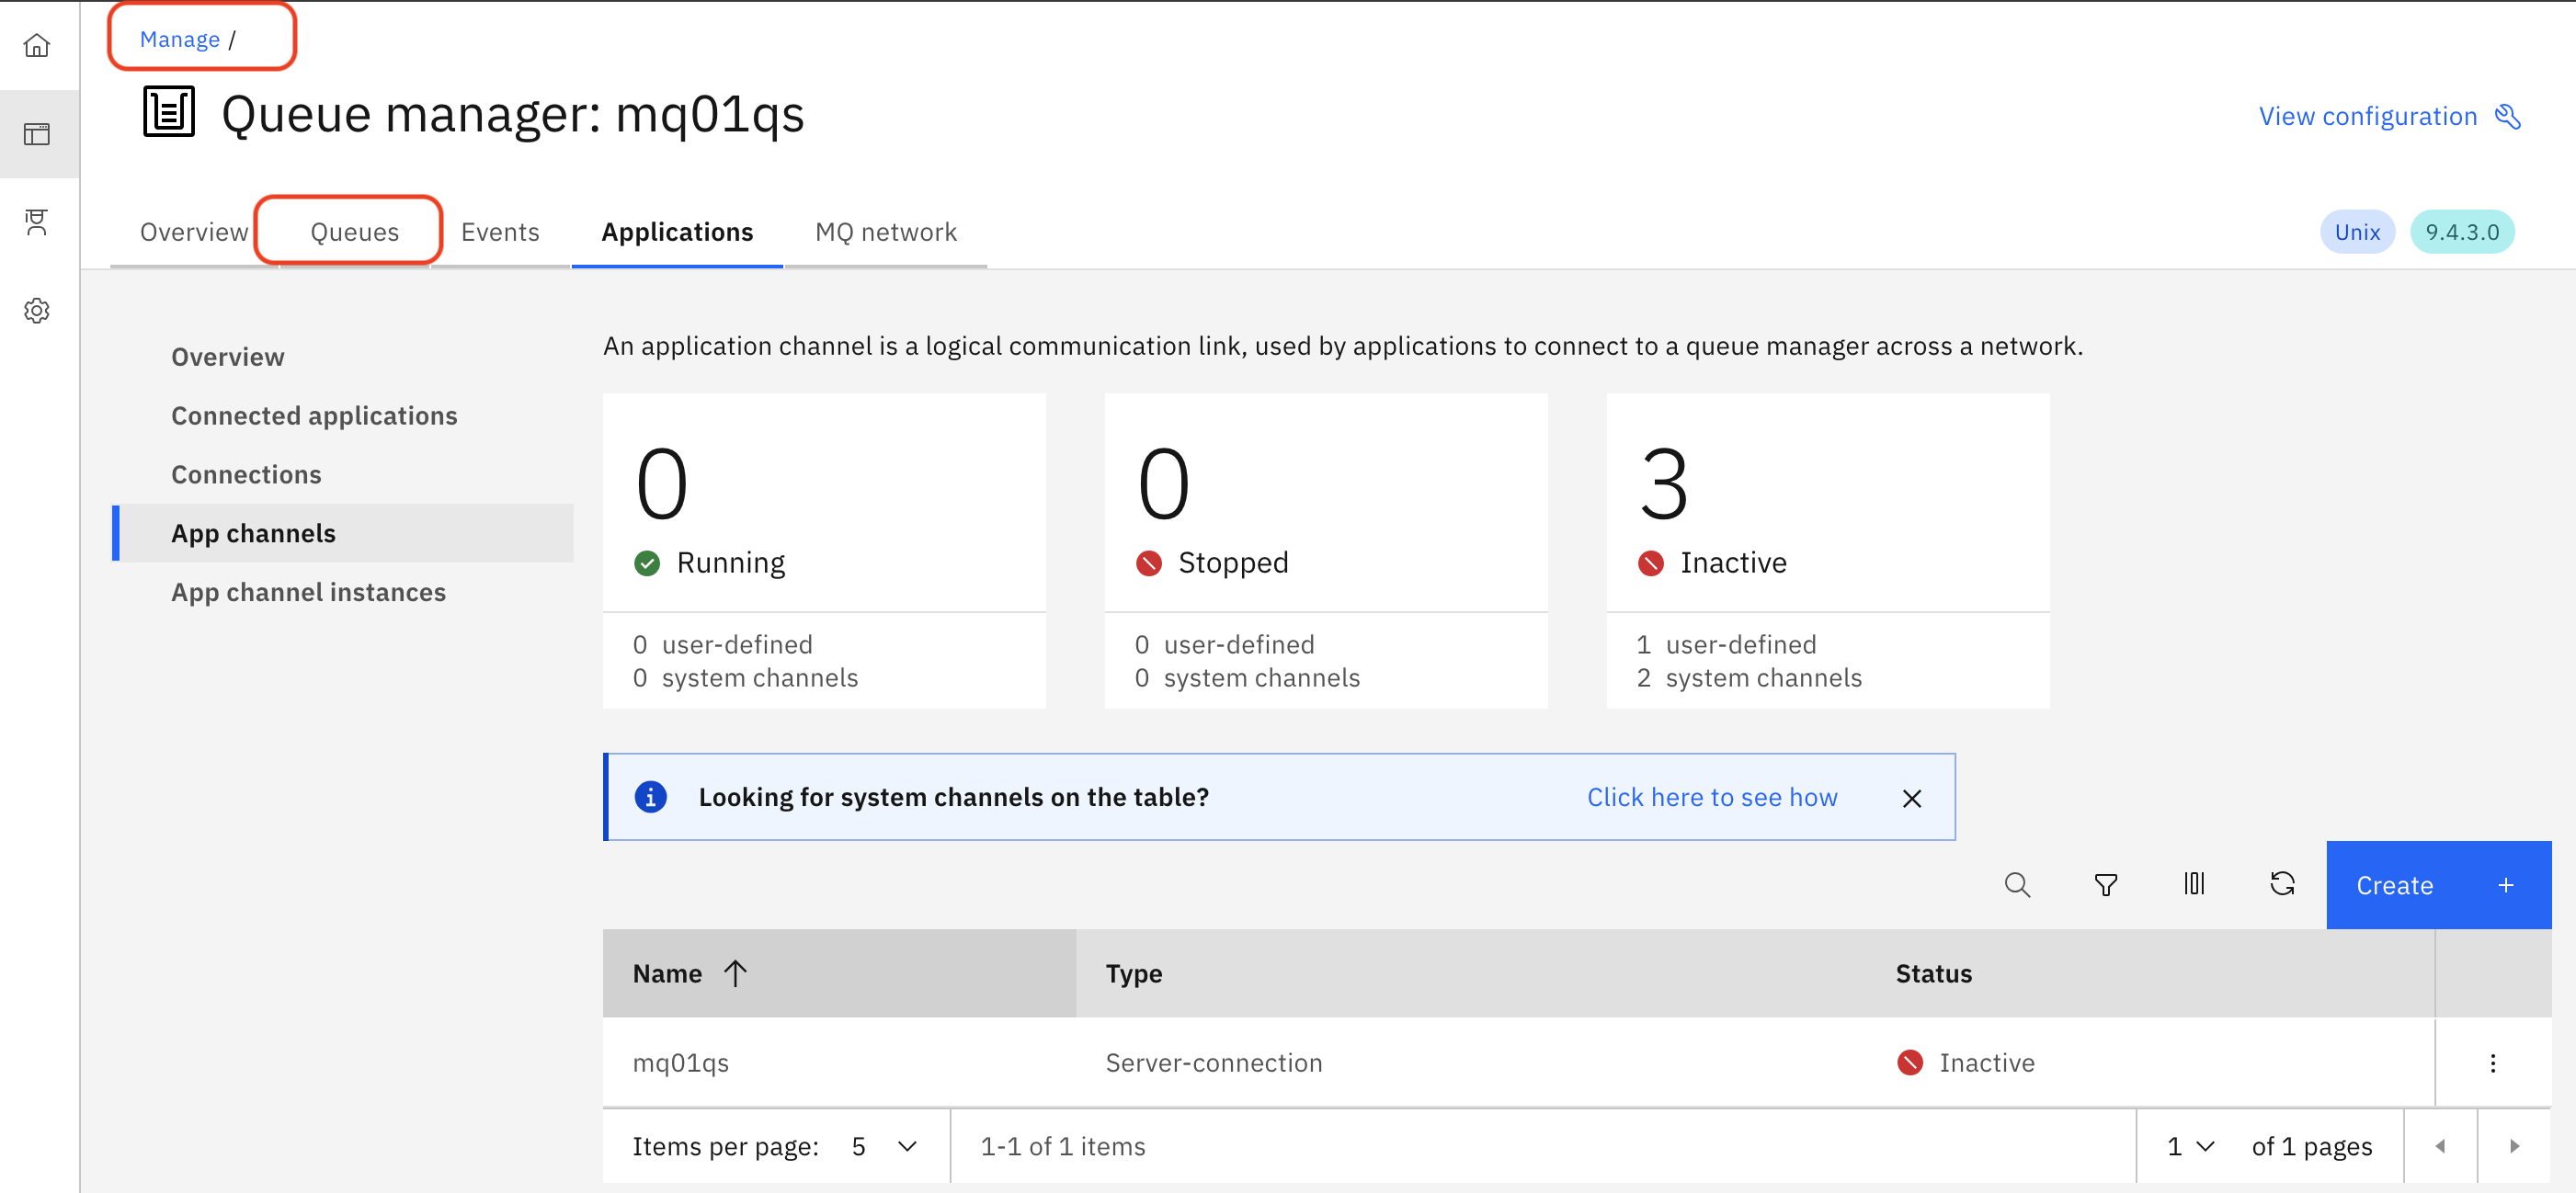 Manage /
Queue manager: mq01qs
View configuration
Overview Queues Events Applications MQ network
Unix 9.4.3.0
Overview
Connected applications
Connections
App channels
App channel instances
An application channel is a logical communication link, used by applications to connect to a queue manager across a network.
0
Running
0 user-defined
0 system channels
0
Stopped
0 user-defined
0 system channels
3
Inactive
1 user-defined
2 system channels
Looking for system channels on the table? Click here to see how
Create +
Name Type Status
mq01qs Server-connection Inactive
Items per page: 5 1-1 of 1 items 1 of 1 pages